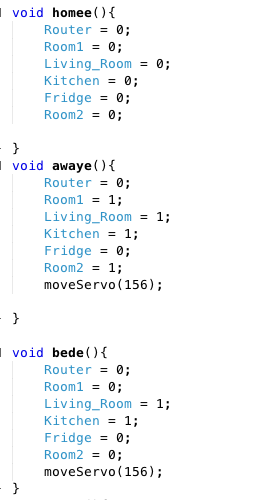 void homee(){
Router = 0;
Room1 = 0;
Living_Room = 0;
Kitchen = 0;
Fridge = 0;
Room2 = 0;
}
void awaye(){
Router = 0;
Room1 = 1;
Living_Room = 1;
Kitchen = 1;
Fridge = 0;
Room2 = 1;
moveServo(156);
}
void bede(){
Router = 0;
Room1 = 0;
Living_Room = 1;
Kitchen = 1;
Fridge = 0;
Room2 = 0;
moveServo(156);
}